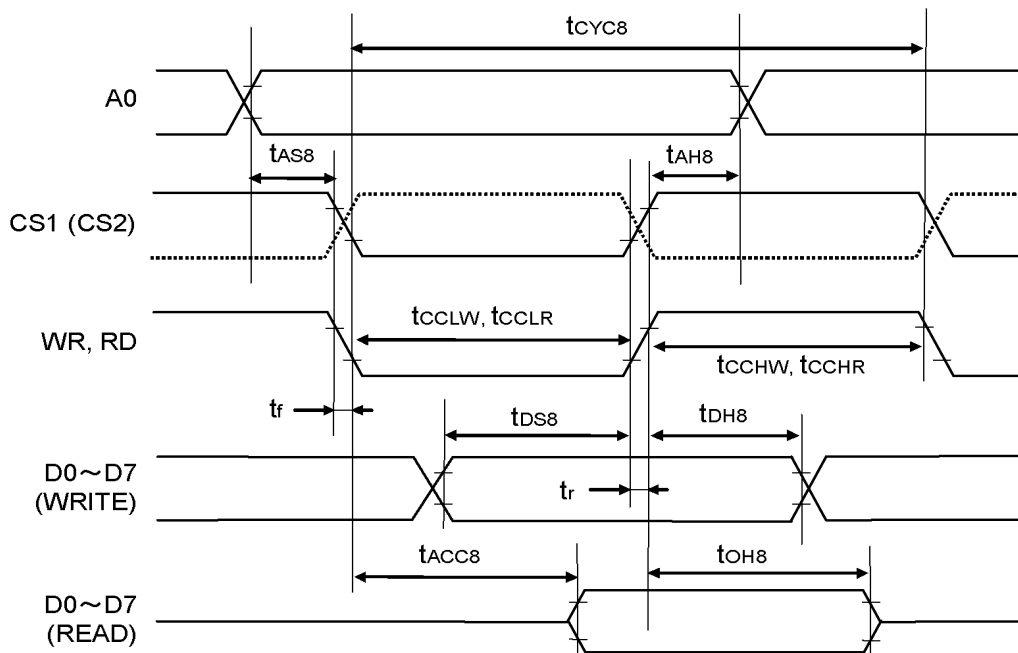 tCYC8
A0
tAS8
tAH8
CS1 (CS2)
tCCLW, tCCLR
WR, RD
tCCHW, tCCHR
tf
tDS8
tDH8
D0～D7
(WRITE)
tr
tACC8
tOH8
D0～D7
(READ)